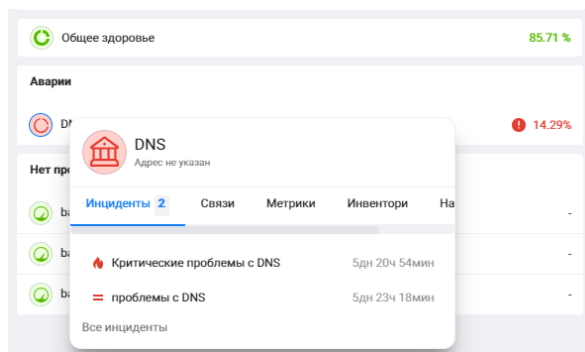 Общее здоровье 85.71 %
Аварии
14.29%
DNS
Адрес не указан
Инциденты 2 Связи Метрики Инвентори
Критические проблемы с DNS 5дн 20ч 54мин
проблемы с DNS 5дн 23ч 18мин
Все инциденты
Нет
-
-
-